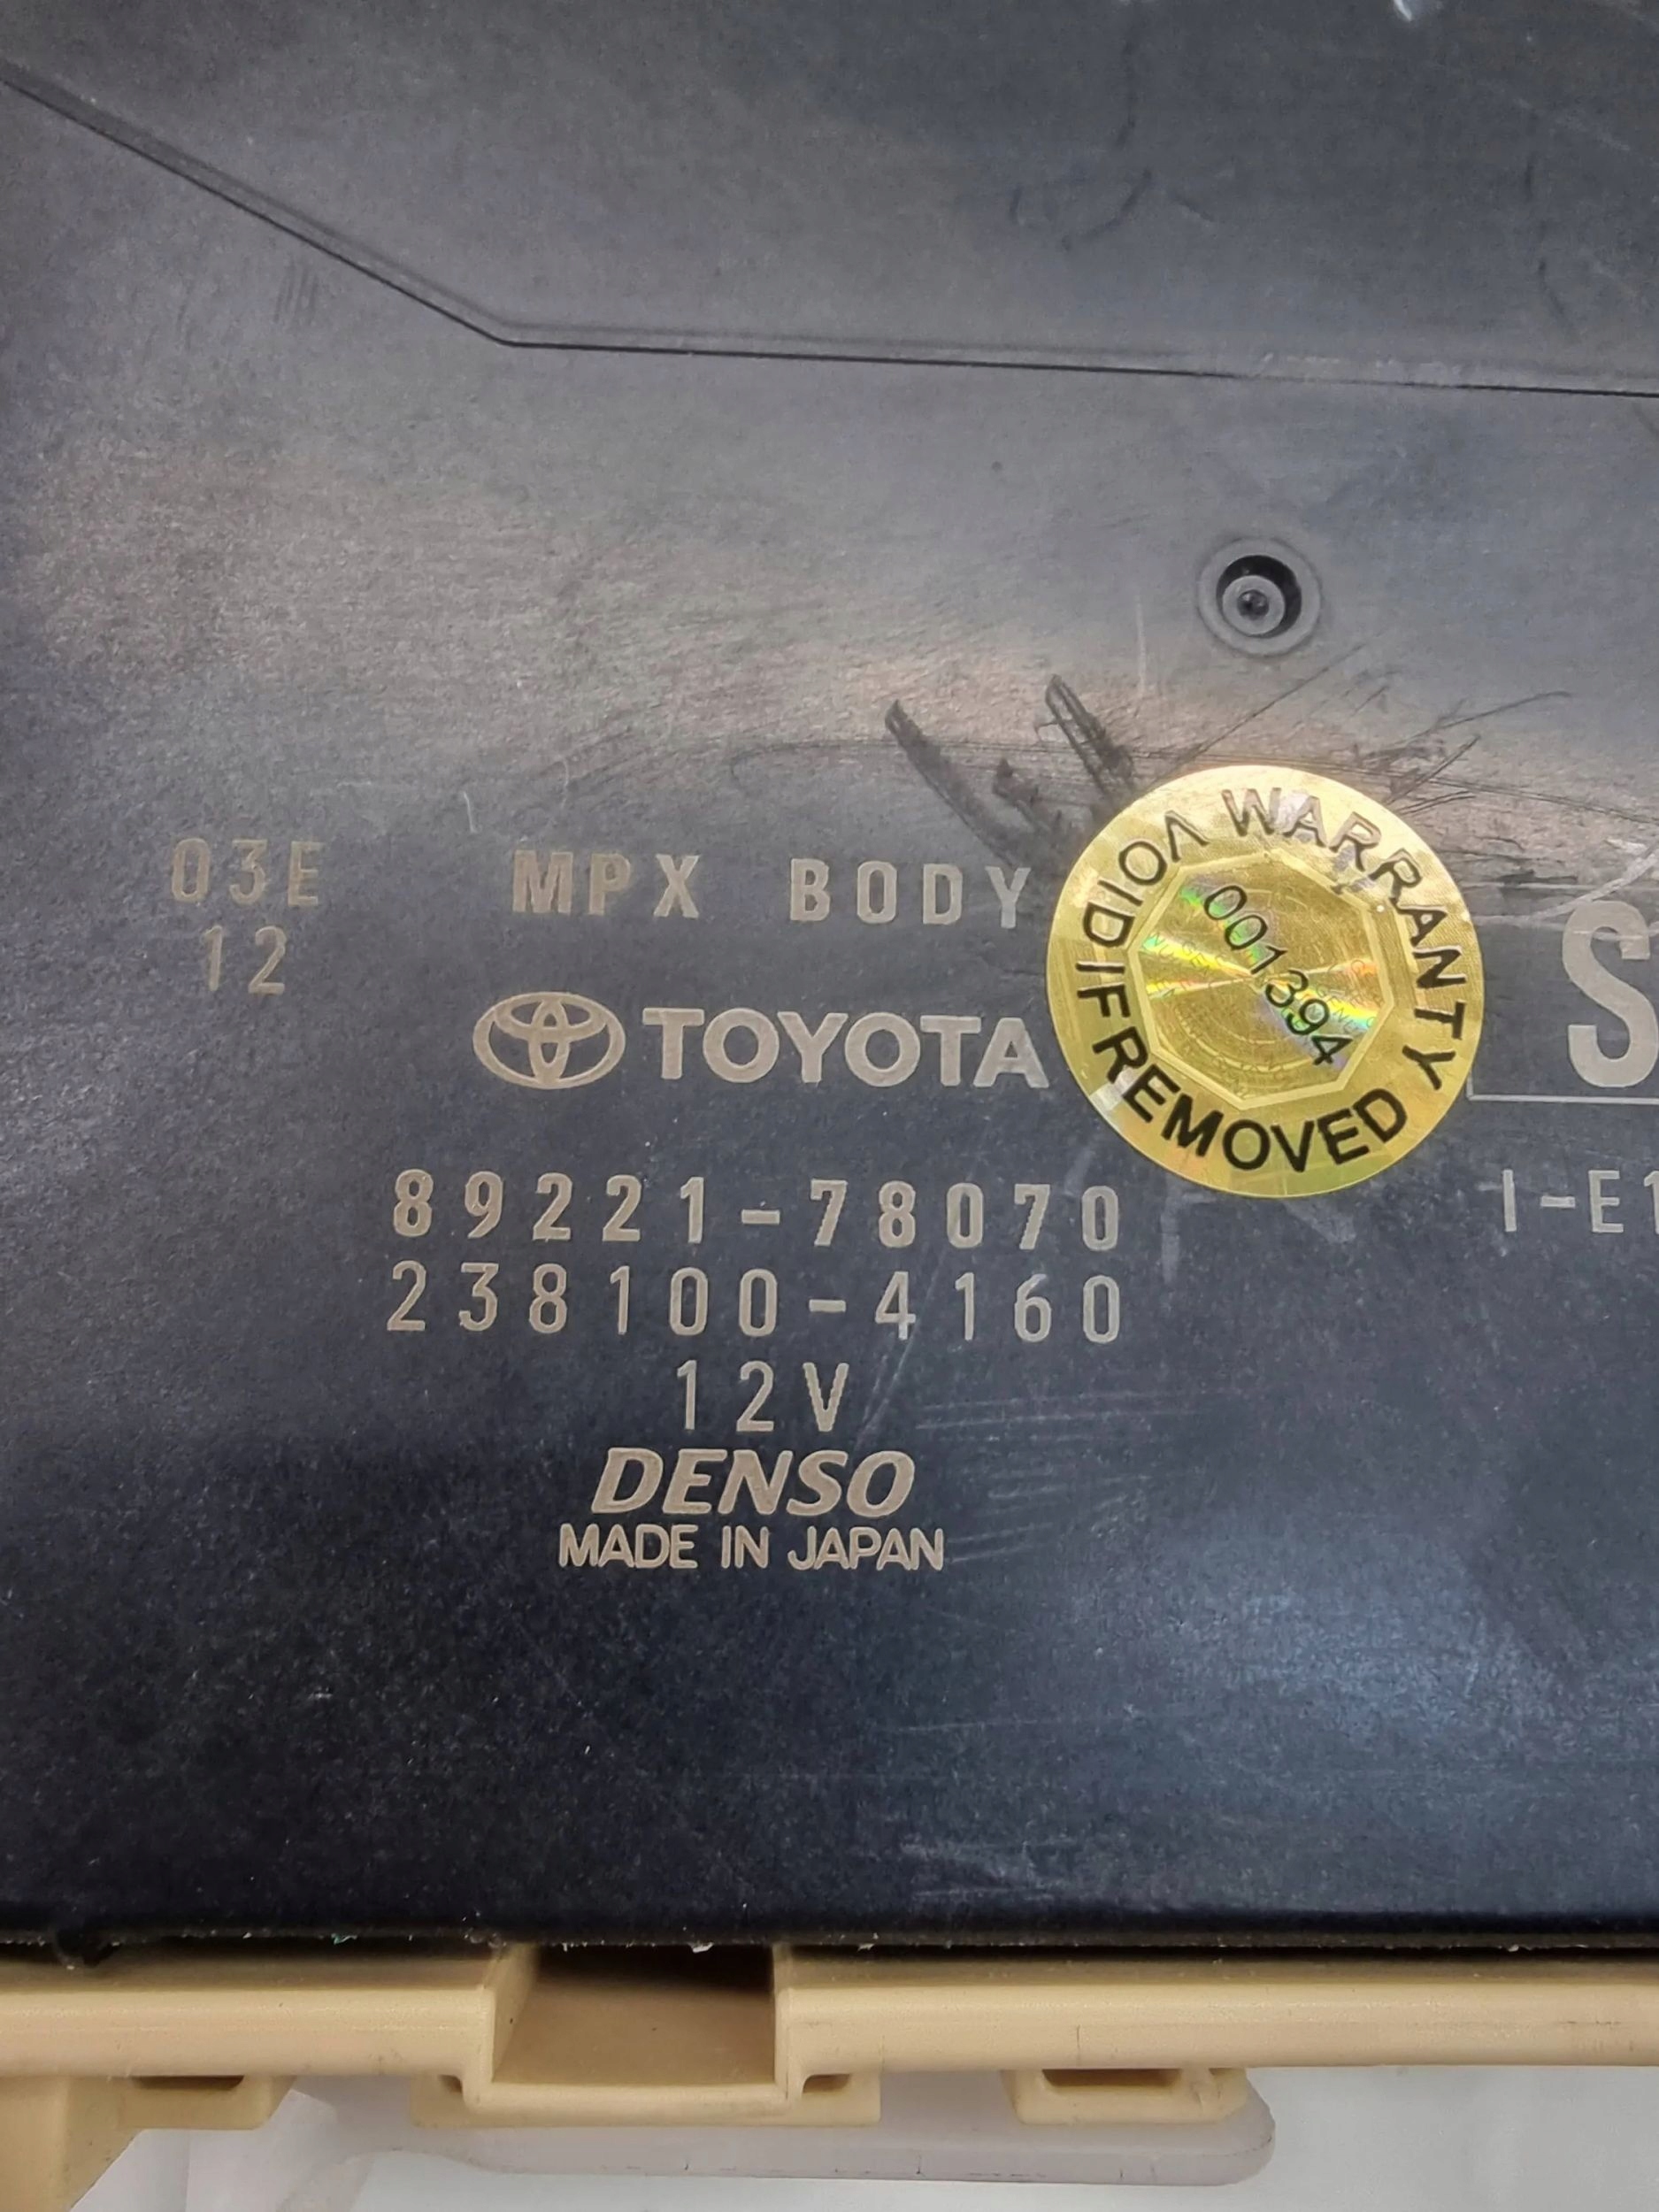 03E
12
MPX BODY
TOYOTA
89221-78070
238100-4160
12V
DENSO
MADE IN JAPAN
WARRANTY VOID IF REMOVED
001394
S
I-E1